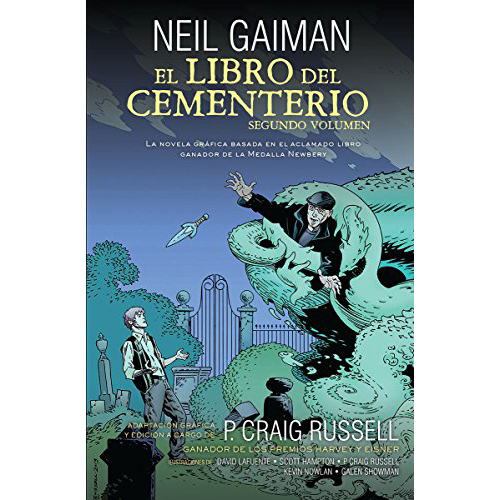 NEIL GAIMAN
EL LIBRO DEL
CEMENTERIO
SEGUNDO VOLUMEN
LA NOVELA GRÁFICA BASADA EN EL ACLAMADO LIBRO
GANADOR DE LA MEDALLA NEWBERY
ADAPTACIÓN GRÁFICA
Y EDICIÓN A CARGO DE
P. CRAIG RUSSELL
GANADOR DE LOS PREMIOS HARVEY Y EISNER
ILUSTRACIONES DE DAVID LAFUENTE • SCOTT HAMPTON • P. CRAIG RUSSELL
KEVIN NOWLAN • GALEN SHOWMAN